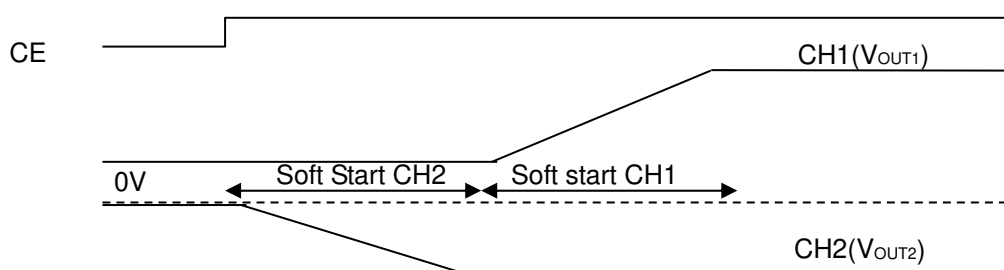 CE
CH1(VOUT1)
0V
Soft Start CH2
Soft start CH1
CH2(VOUT2)